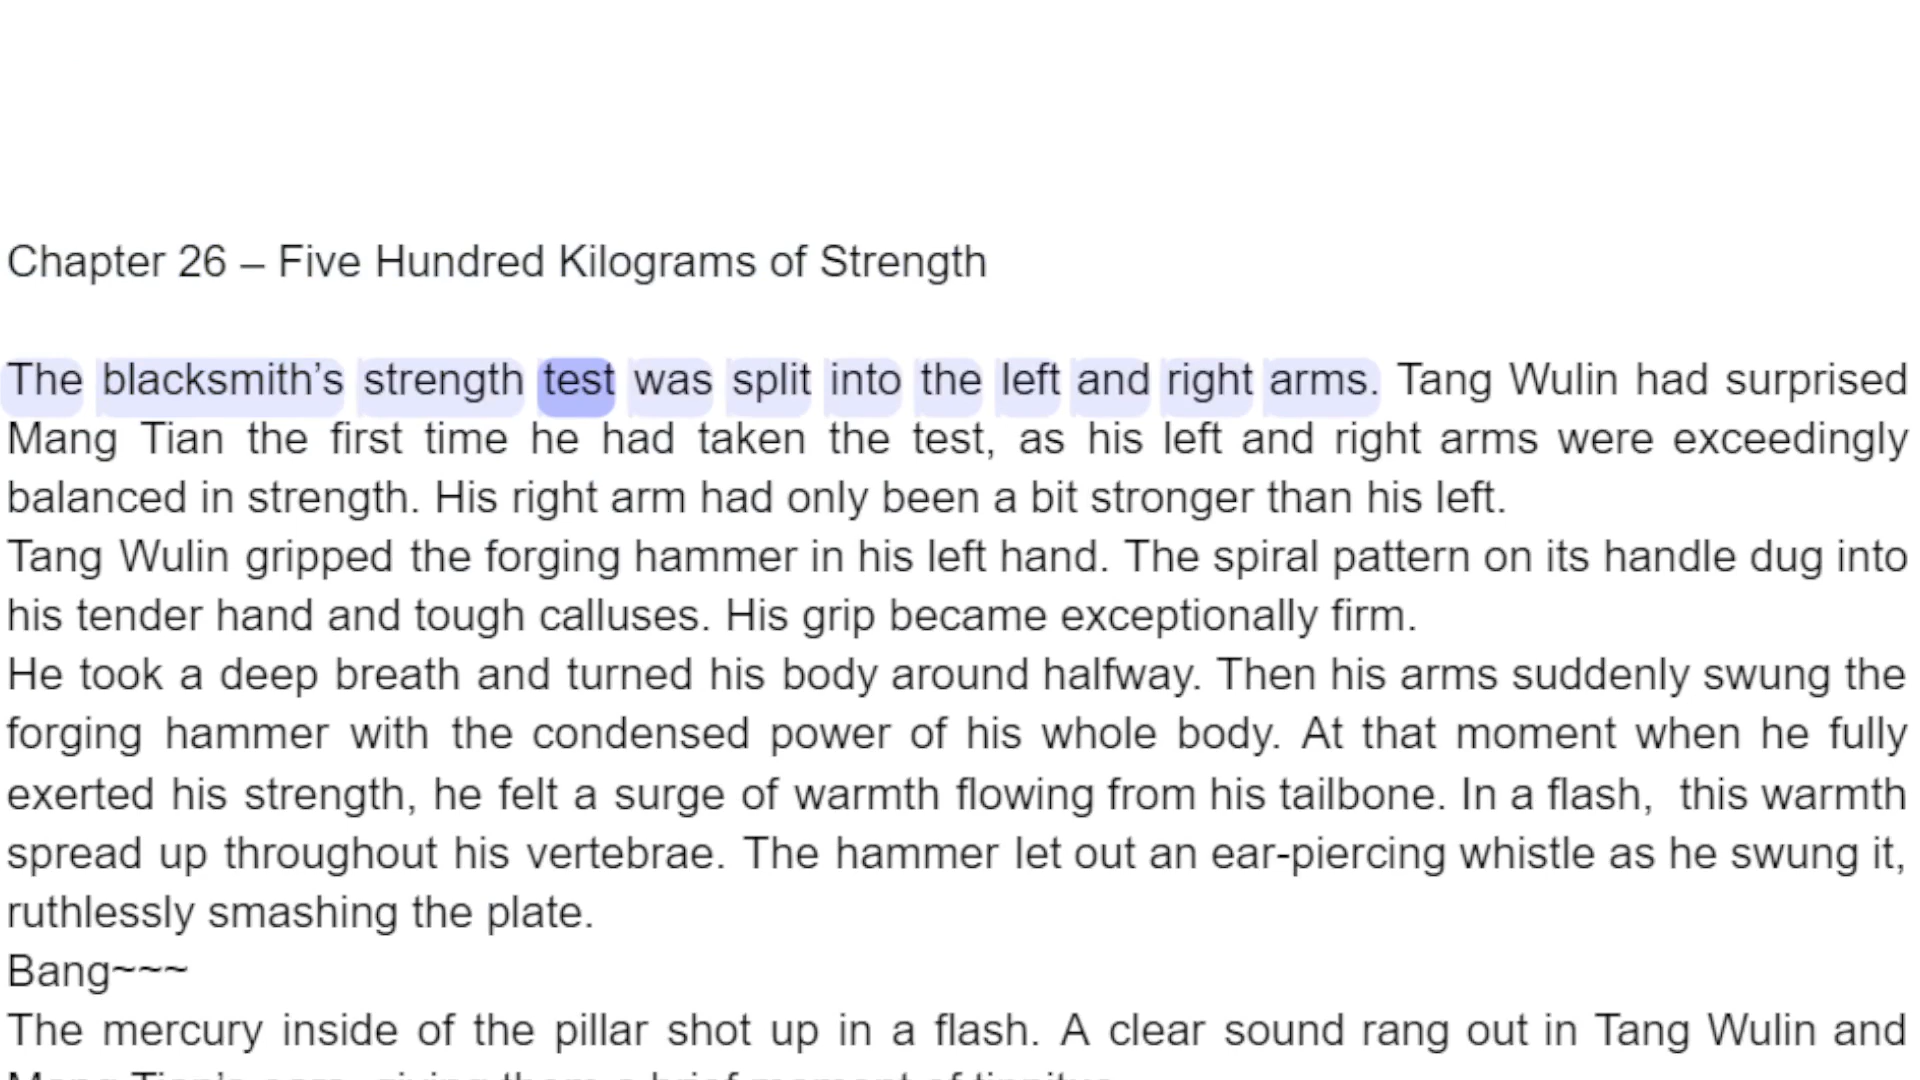 Chapter 26 – Five Hundred Kilograms of Strength
The blacksmith’s strength test was split into the left and right arms. Tang Wulin had surprised
Mang Tian the first time he had taken the test, as his left and right arms were exceedingly
balanced in strength. His right arm had only been a bit stronger than his left.
Tang Wulin gripped the forging hammer in his left hand. The spiral pattern on its handle dug into
his tender hand and tough calluses. His grip became exceptionally firm.
He took a deep breath and turned his body around halfway. Then his arms suddenly swung the
forging hammer with the condensed power of his whole body. At that moment when he fully
exerted his strength, he felt a surge of warmth flowing from his tailbone. In a flash,  this warmth
spread up throughout his vertebrae. The hammer let out an ear-piercing whistle as he swung it,
ruthlessly smashing the plate.
Bang~~~
The mercury inside of the pillar shot up in a flash. A clear sound rang out in Tang Wulin and
Mang Tian’s ears, giving them a brief moment of tinnitus.